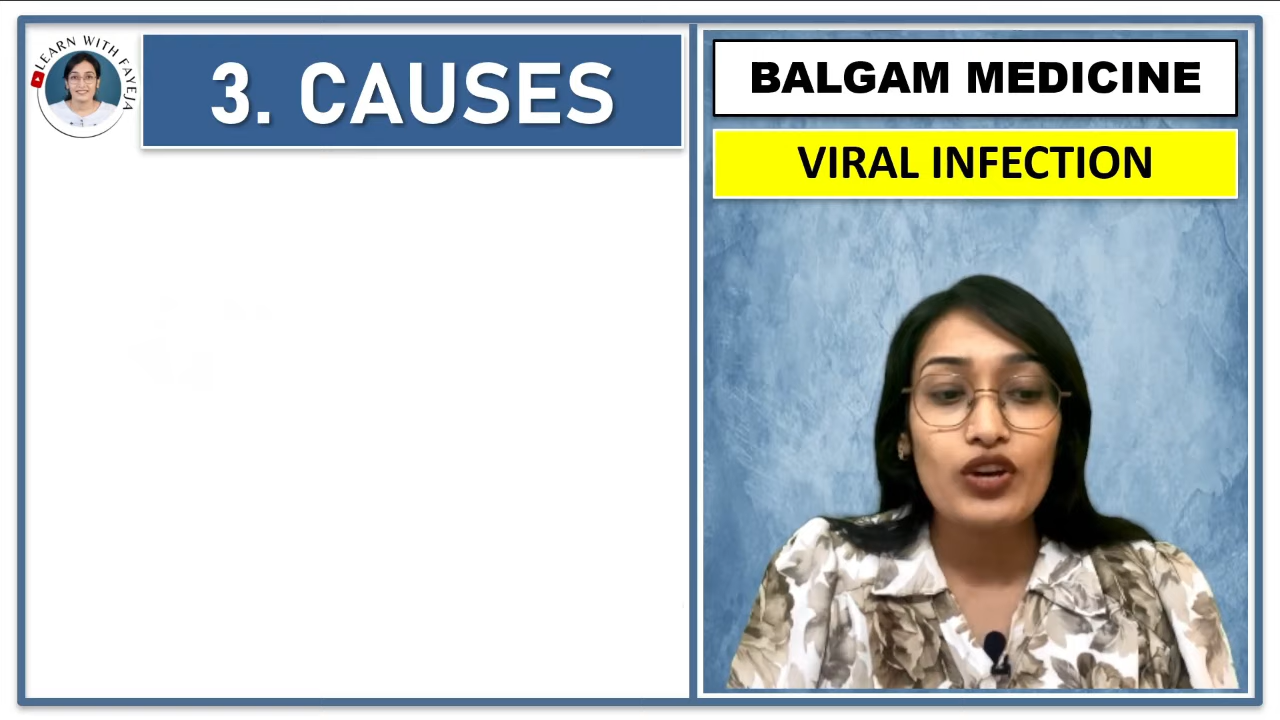 LEARN WITH FAYEJA
3. CAUSES
BALGAM MEDICINE
VIRAL INFECTION